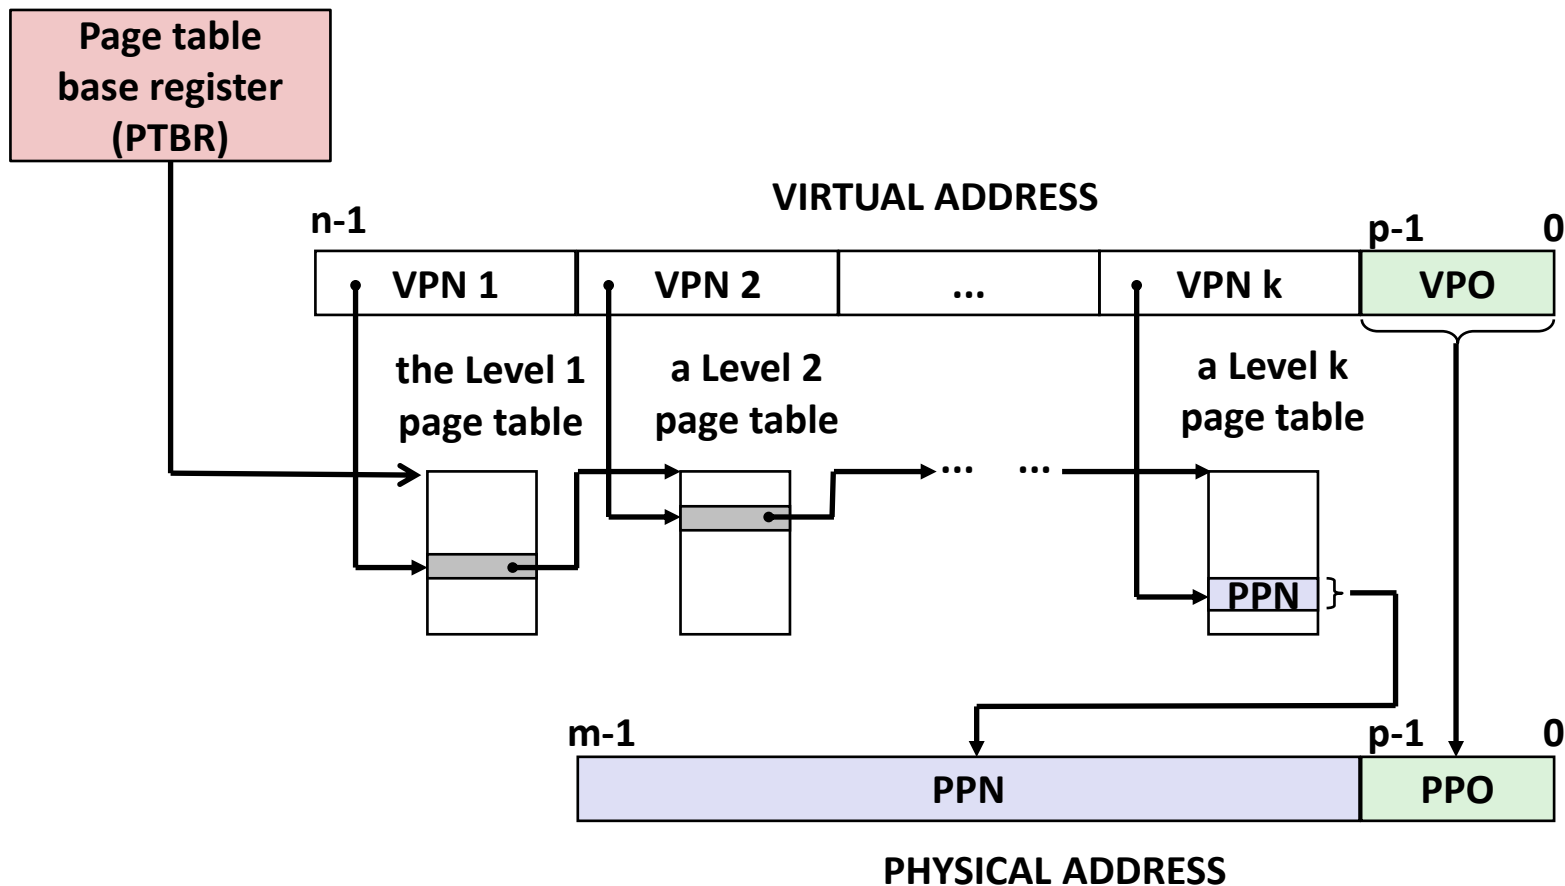 Page table
base register
(PTBR)
VIRTUAL ADDRESS
n-1
p-1
0
VPN 1
VPN 2
...
VPN k
VPO
the Level 1
page table
a Level 2
page table
a Level k
page table
...
...
PPN
m-1
p-1
0
PPN
PPO
PHYSICAL ADDRESS